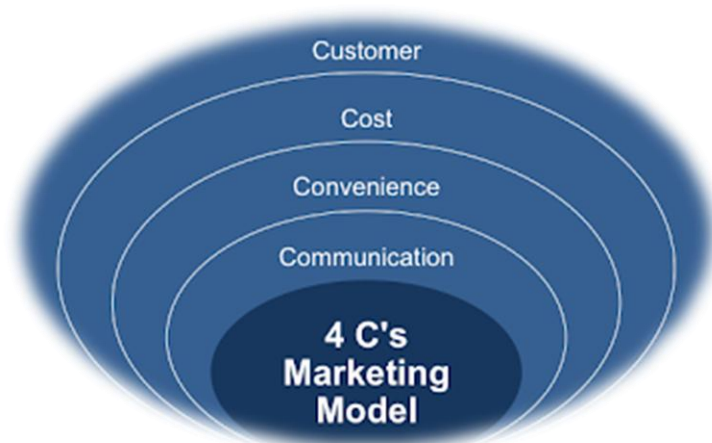 Customer
Cost
Convenience
Communication
4 C's
Marketing
Model